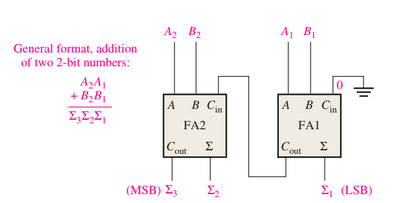 General format, addition
of two 2-bit numbers:
A₂A₁
+ B₂B₁
Σ₃Σ₂Σ₁
A₂ B₂ A₁ B₁
0
A B Cin A B Cin
FA2 FA1
Cout Σ Cout Σ
(MSB) Σ₃ Σ₂ Σ₁ (LSB)